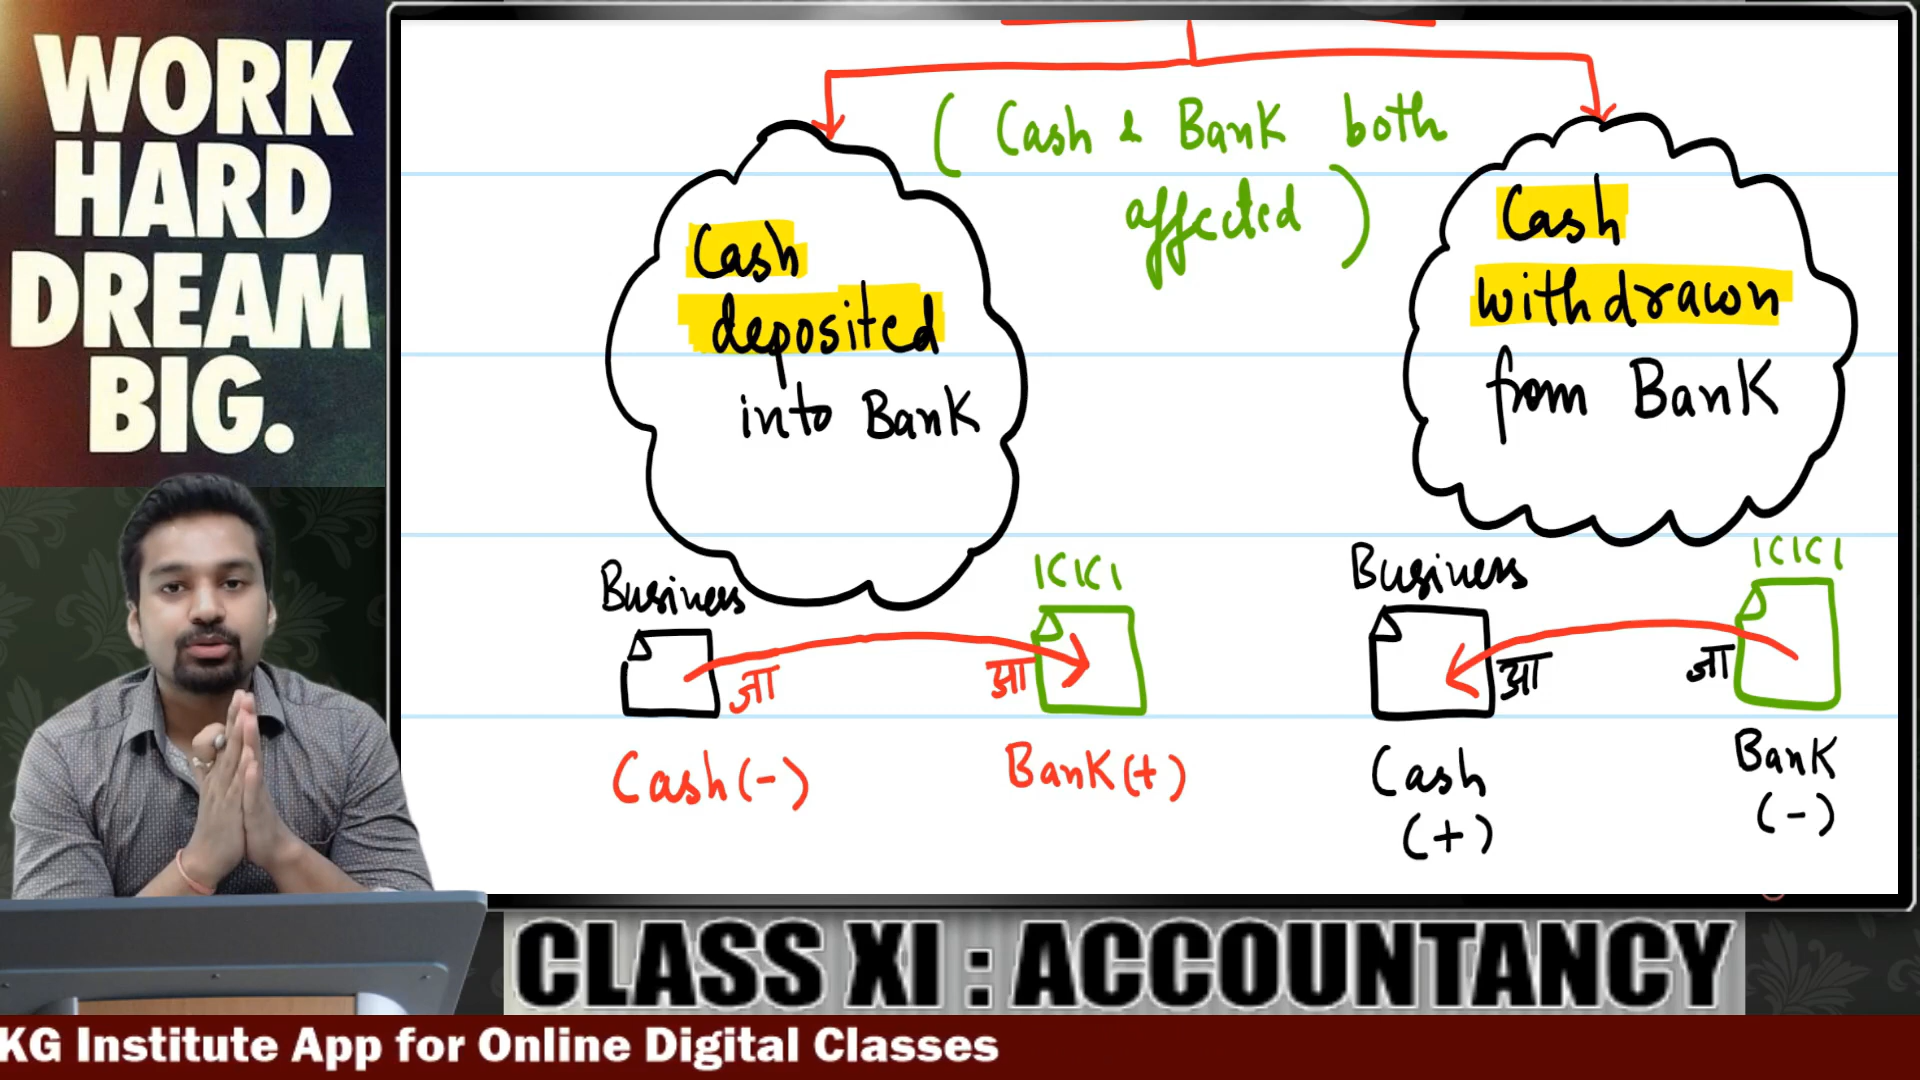 WORK
HARD
DREAM
BIG.
( Cash & Bank both
affected )
Cash
deposited
into Bank
Cash
withdrawn
from Bank
Business
ICICI
जा
आ
Cash (-)
Bank (+)
Business
ICICI
आ
जा
Cash
(+)
Bank
(-)
CLASS XI : ACCOUNTANCY
KG Institute App for Online Digital Classes